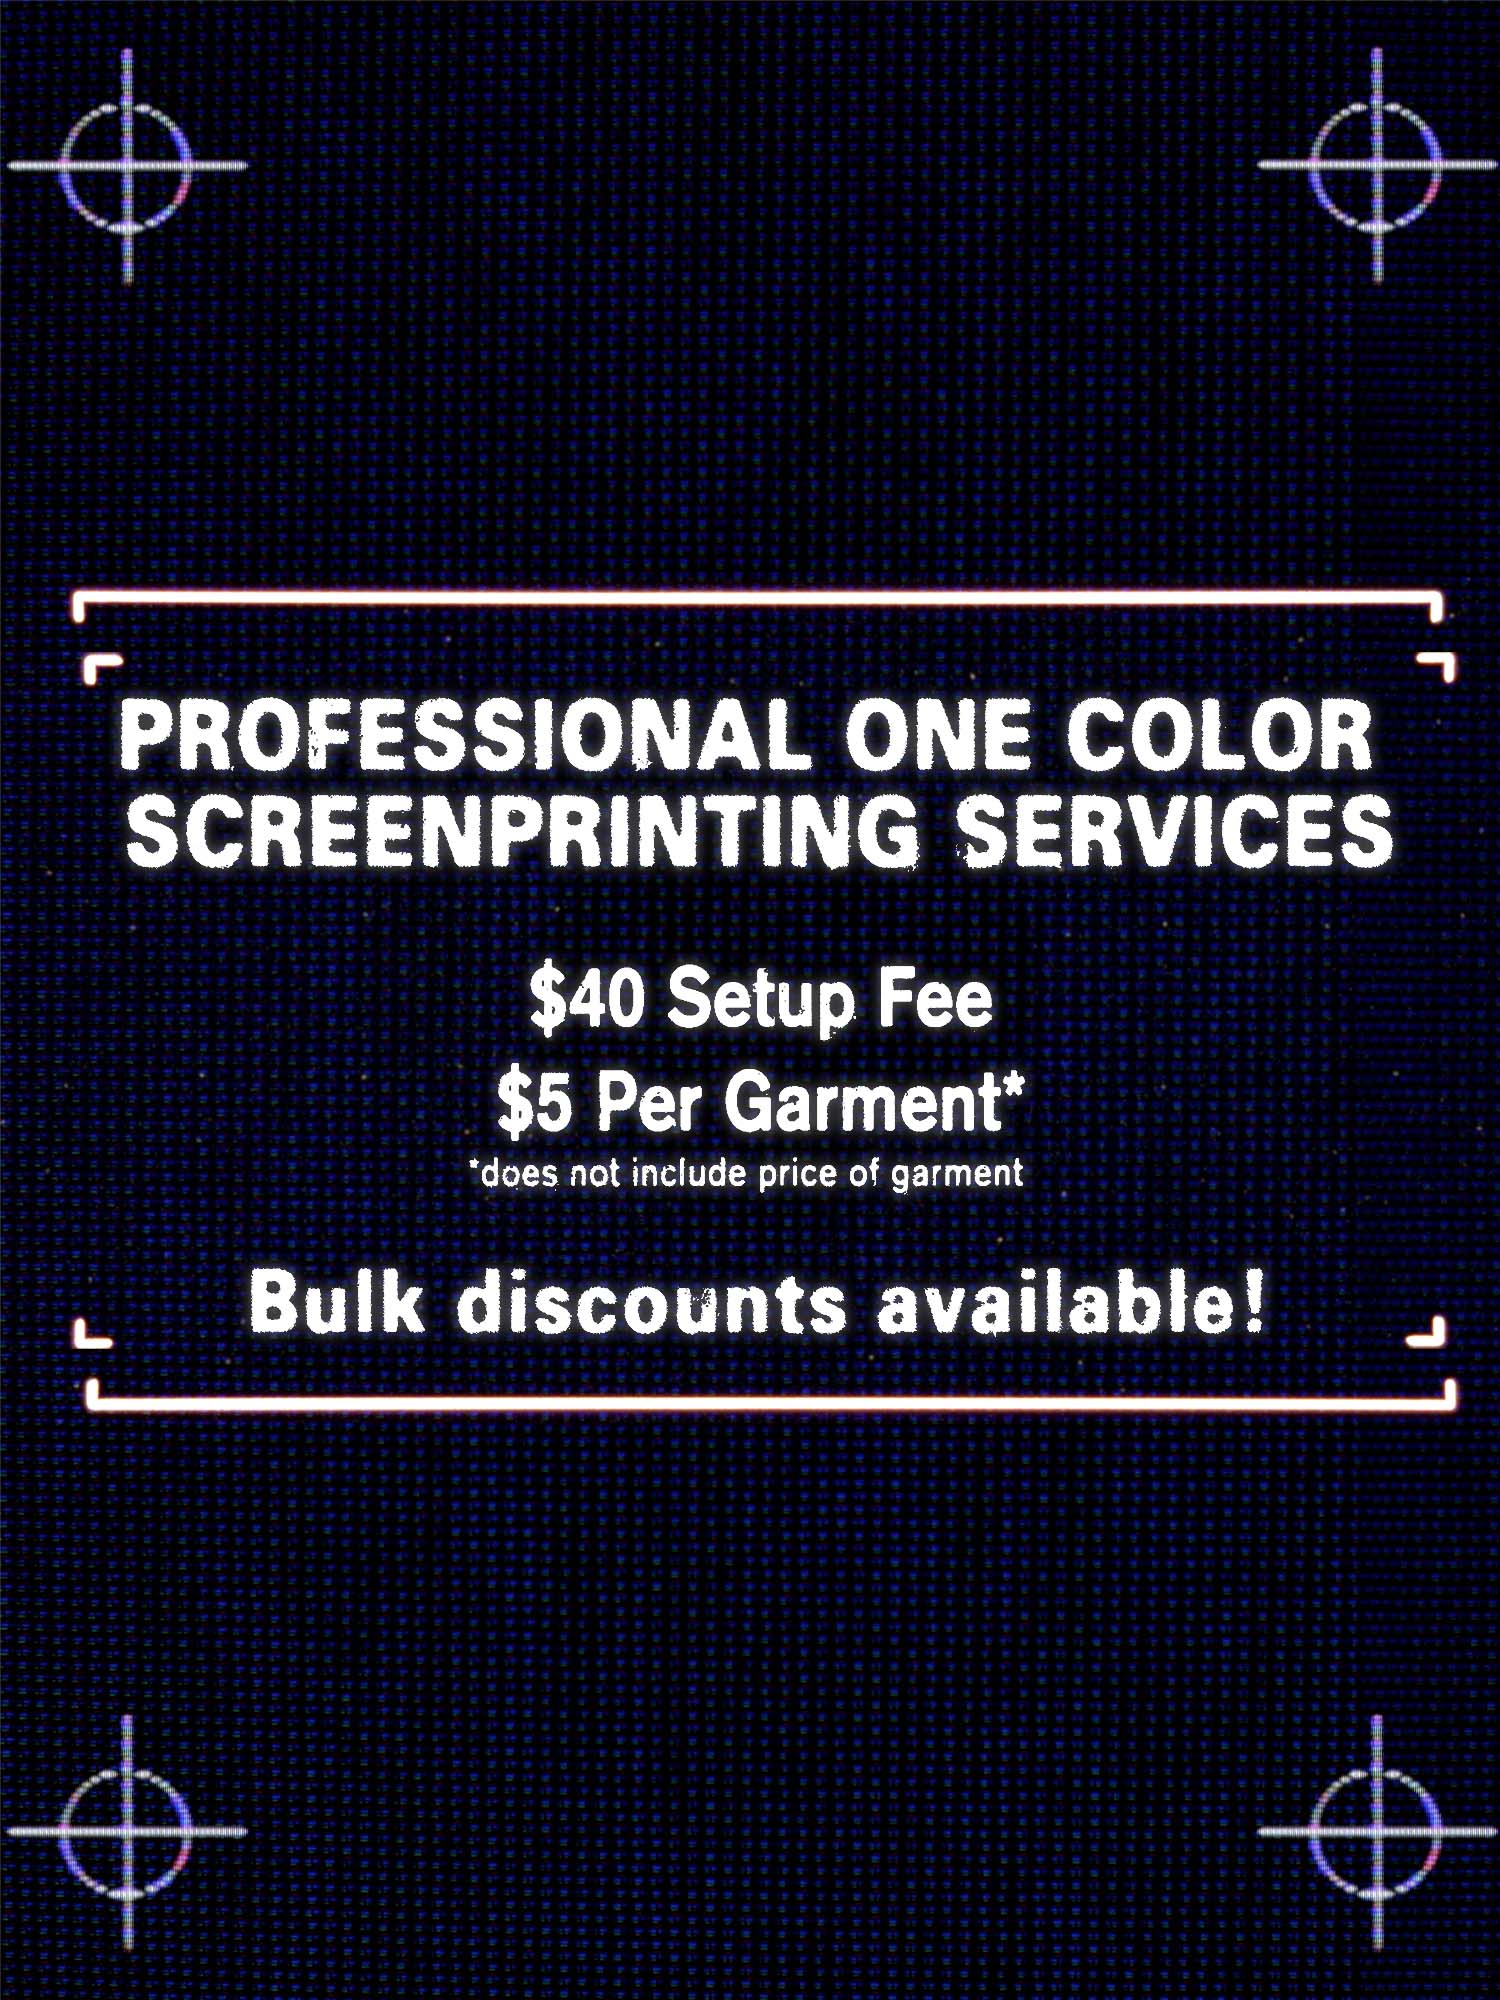 PROFESSIONAL ONE COLOR
SCREENPRINTING SERVICES
$40 Setup Fee
$5 Per Garment*
*does not include price of garment
Bulk discounts available!